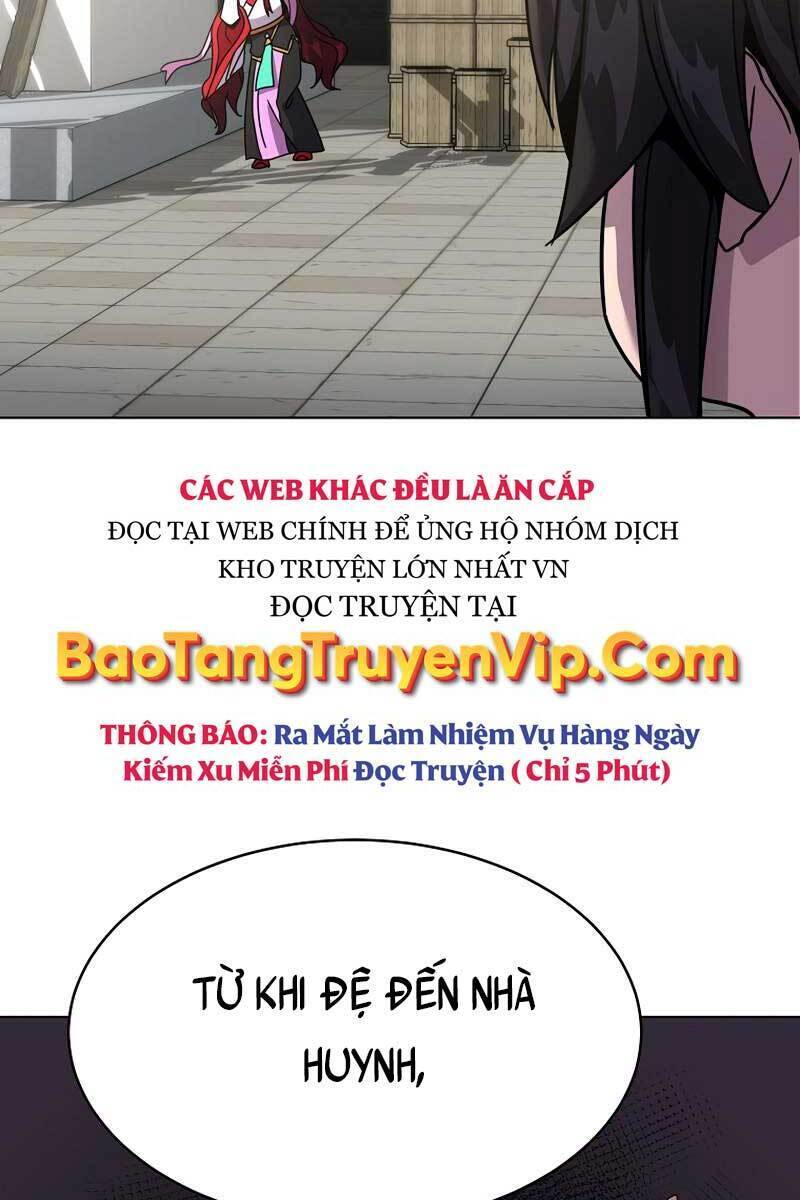 CÁC WEB KHÁC ĐỀU LÀ ĂN CẮP
ĐỌC TẠI WEB CHÍNH ĐỂ ỦNG HỘ NHÓM DỊCH
KHO TRUYỆN LỚN NHẤT VN
ĐỌC TRUYỆN TẠI
BaoTangTruyenVip.Com
THÔNG BÁO: Ra Mắt Làm Nhiệm Vụ Hàng Ngày
Kiếm Xu Miễn Phí Đọc Truyện ( Chỉ 5 Phút)
TỪ KHI ĐỆ ĐẾN NHÀ
HUYNH,